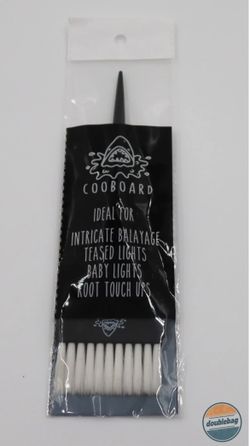 COOBOARD
IDEAL FOR
INTRICATE BALAYAGE
TEASED LIGHTS
BABY LIGHTS
ROOT TOUCH UPS
doublebag